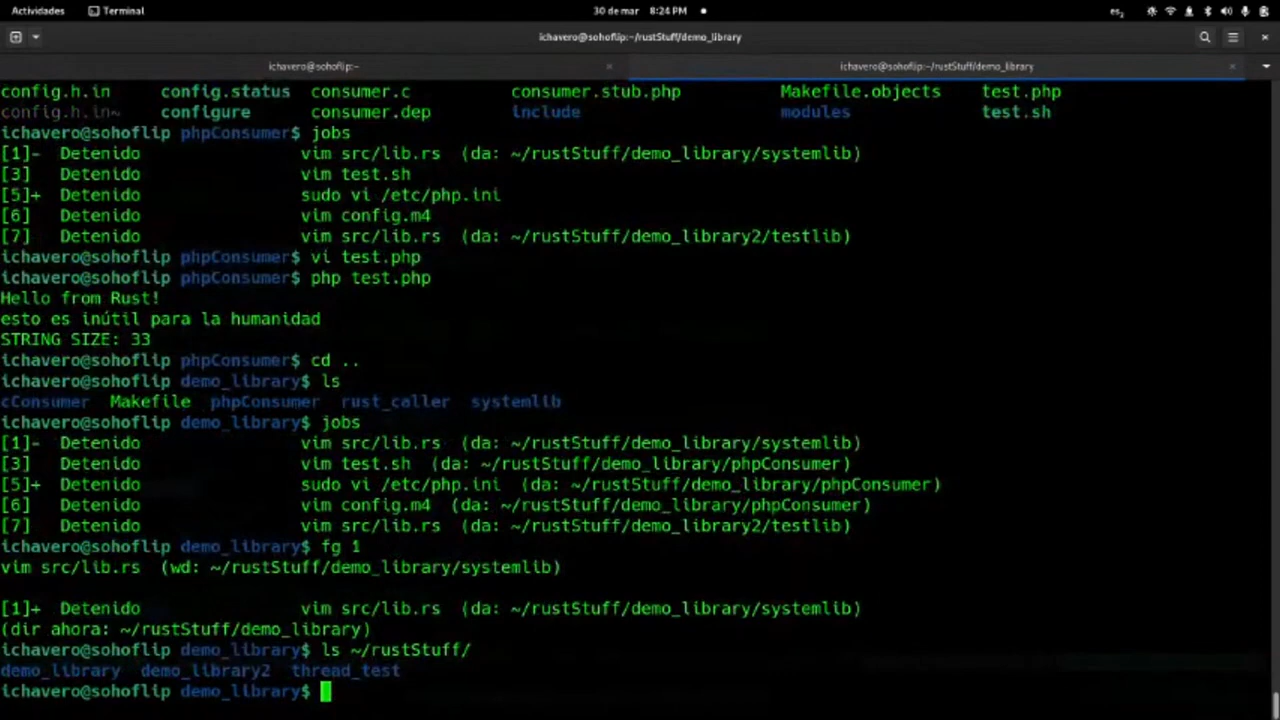 Actividades Terminal 30 de mar 8:24 PM es₂
ichavero@sohoflip:~/rustStuff/demo_library
ichavero@sohoflip:~ ichavero@sohoflip:~/rustStuff/demo_library
config.h.in config.status consumer.c consumer.stub.php Makefile.objects test.php
config.h.in~ configure consumer.dep include modules test.sh
ichavero@sohoflip phpConsumer$ jobs
[1]- Detenido vim src/lib.rs (da: ~/rustStuff/demo_library/systemlib)
[3] Detenido vim test.sh
[5]+ Detenido sudo vi /etc/php.ini
[6] Detenido vim config.m4
[7] Detenido vim src/lib.rs (da: ~/rustStuff/demo_library2/testlib)
ichavero@sohoflip phpConsumer$ vi test.php
ichavero@sohoflip phpConsumer$ php test.php
Hello from Rust!
esto es inútil para la humanidad
STRING SIZE: 33
ichavero@sohoflip phpConsumer$ cd ..
ichavero@sohoflip demo_library$ ls
cConsumer Makefile phpConsumer rust_caller systemlib
ichavero@sohoflip demo_library$ jobs
[1]- Detenido vim src/lib.rs (da: ~/rustStuff/demo_library/systemlib)
[3] Detenido vim test.sh (da: ~/rustStuff/demo_library/phpConsumer)
[5]+ Detenido sudo vi /etc/php.ini (da: ~/rustStuff/demo_library/phpConsumer)
[6] Detenido vim config.m4 (da: ~/rustStuff/demo_library/phpConsumer)
[7] Detenido vim src/lib.rs (da: ~/rustStuff/demo_library2/testlib)
ichavero@sohoflip demo_library$ fg 1
vim src/lib.rs (wd: ~/rustStuff/demo_library/systemlib)
[1]+ Detenido vim src/lib.rs (da: ~/rustStuff/demo_library/systemlib)
(dir ahora: ~/rustStuff/demo_library)
ichavero@sohoflip demo_library$ ls ~/rustStuff/
demo_library demo_library2 thread_test
ichavero@sohoflip demo_library$